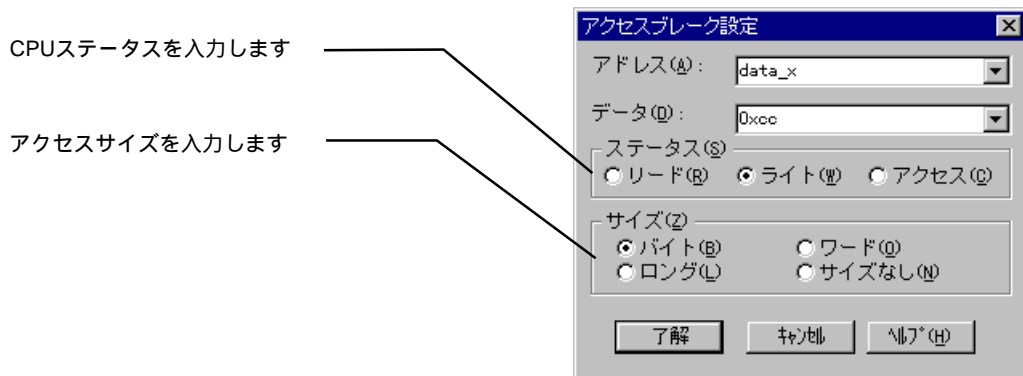 アクセスブレーク設定
CPUステータスを入力します
アドレス(A):
data_x
データ(D):
0xcc
アクセスサイズを入力します
ステータス(S)
リード(R) ライト(W) アクセス(C)
サイズ(Z)
バイト(B) ワード(O)
ロング(L) サイズなし(N)
了解 ｷｬﾝｾﾙ ﾍﾙﾌﾟ(H)